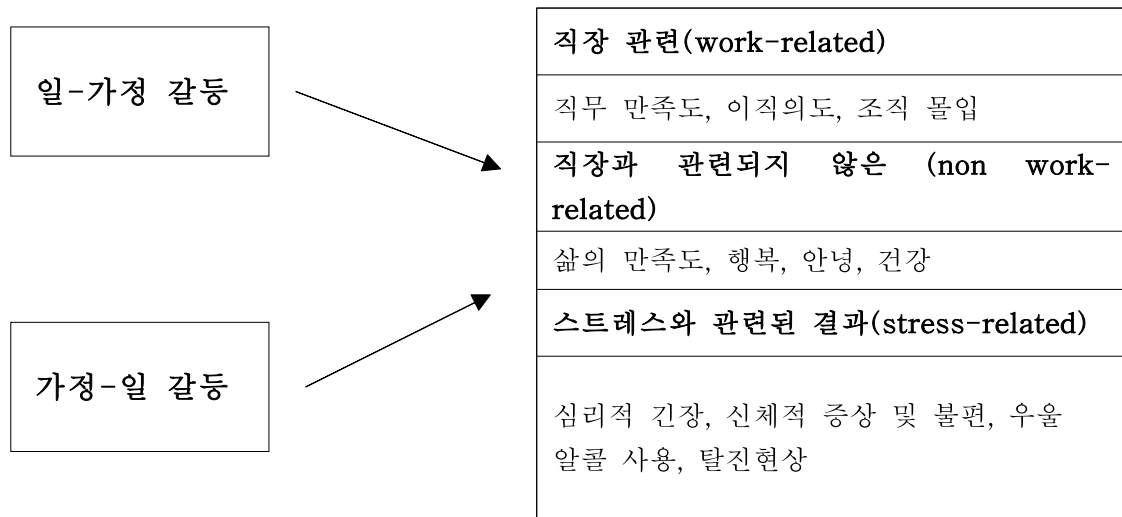 일-가정 갈등
가정-일 갈등
직장 관련(work-related)
직무 만족도, 이직의도, 조직 몰입
직장과 관련되지 않은 (non work-
related)
삶의 만족도, 행복, 안녕, 건강
스트레스와 관련된 결과(stress-related)
심리적 긴장, 신체적 증상 및 불편, 우울
알콜 사용, 탈진현상